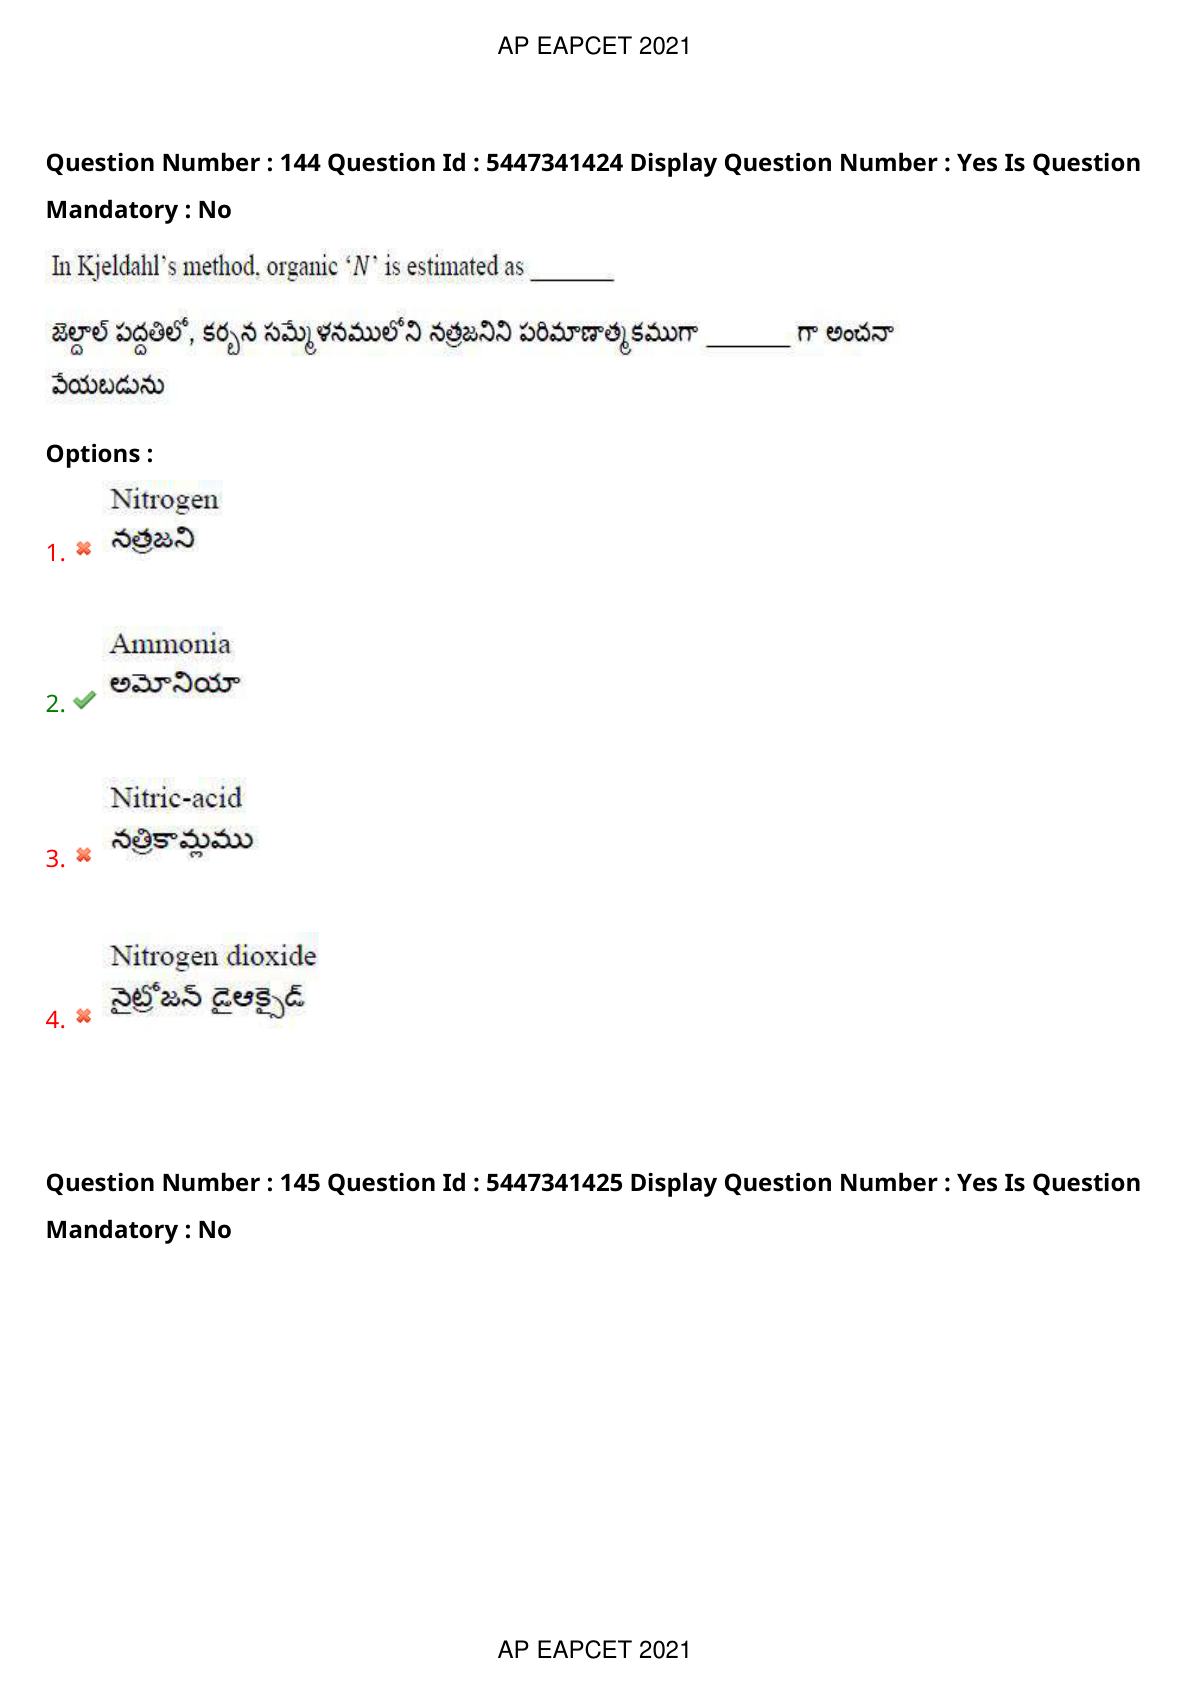 AP EAPCET 2021
Question Number : 144 Question Id : 5447341424 Display Question Number : Yes Is Question
Mandatory : No
In Kjeldahl’s method, organic ‘N’ is estimated as ______
జెల్దాల్ పద్దతిలో, కర్బన సమ్మేళనములోని నత్రజనిని పరిమాణాత్మకముగా ______ గా అంచనా
వేయబడును
Options :
Nitrogen
నత్రజని
1.
Ammonia
అమోనియా
2.
Nitric-acid
నత్రికామ్లము
3.
Nitrogen dioxide
నైట్రోజన్ డైఆక్సైడ్
4.
Question Number : 145 Question Id : 5447341425 Display Question Number : Yes Is Question
Mandatory : No
AP EAPCET 2021